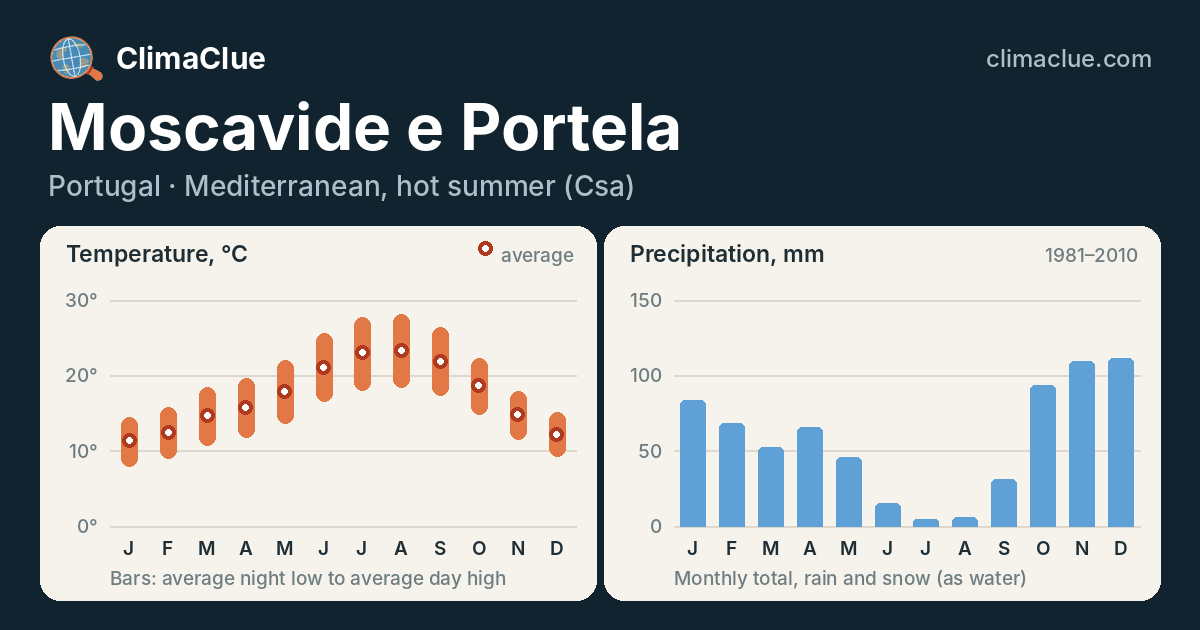 ClimaClue
climaclue.com
Moscavide e Portela
Portugal · Mediterranean, hot summer (Csa)
Temperature, °C
average
30°
20°
10°
0°
J F M A M J J A S O N D
Bars: average night low to average day high
Precipitation, mm
1981–2010
150
100
50
0
J F M A M J J A S O N D
Monthly total, rain and snow (as water)